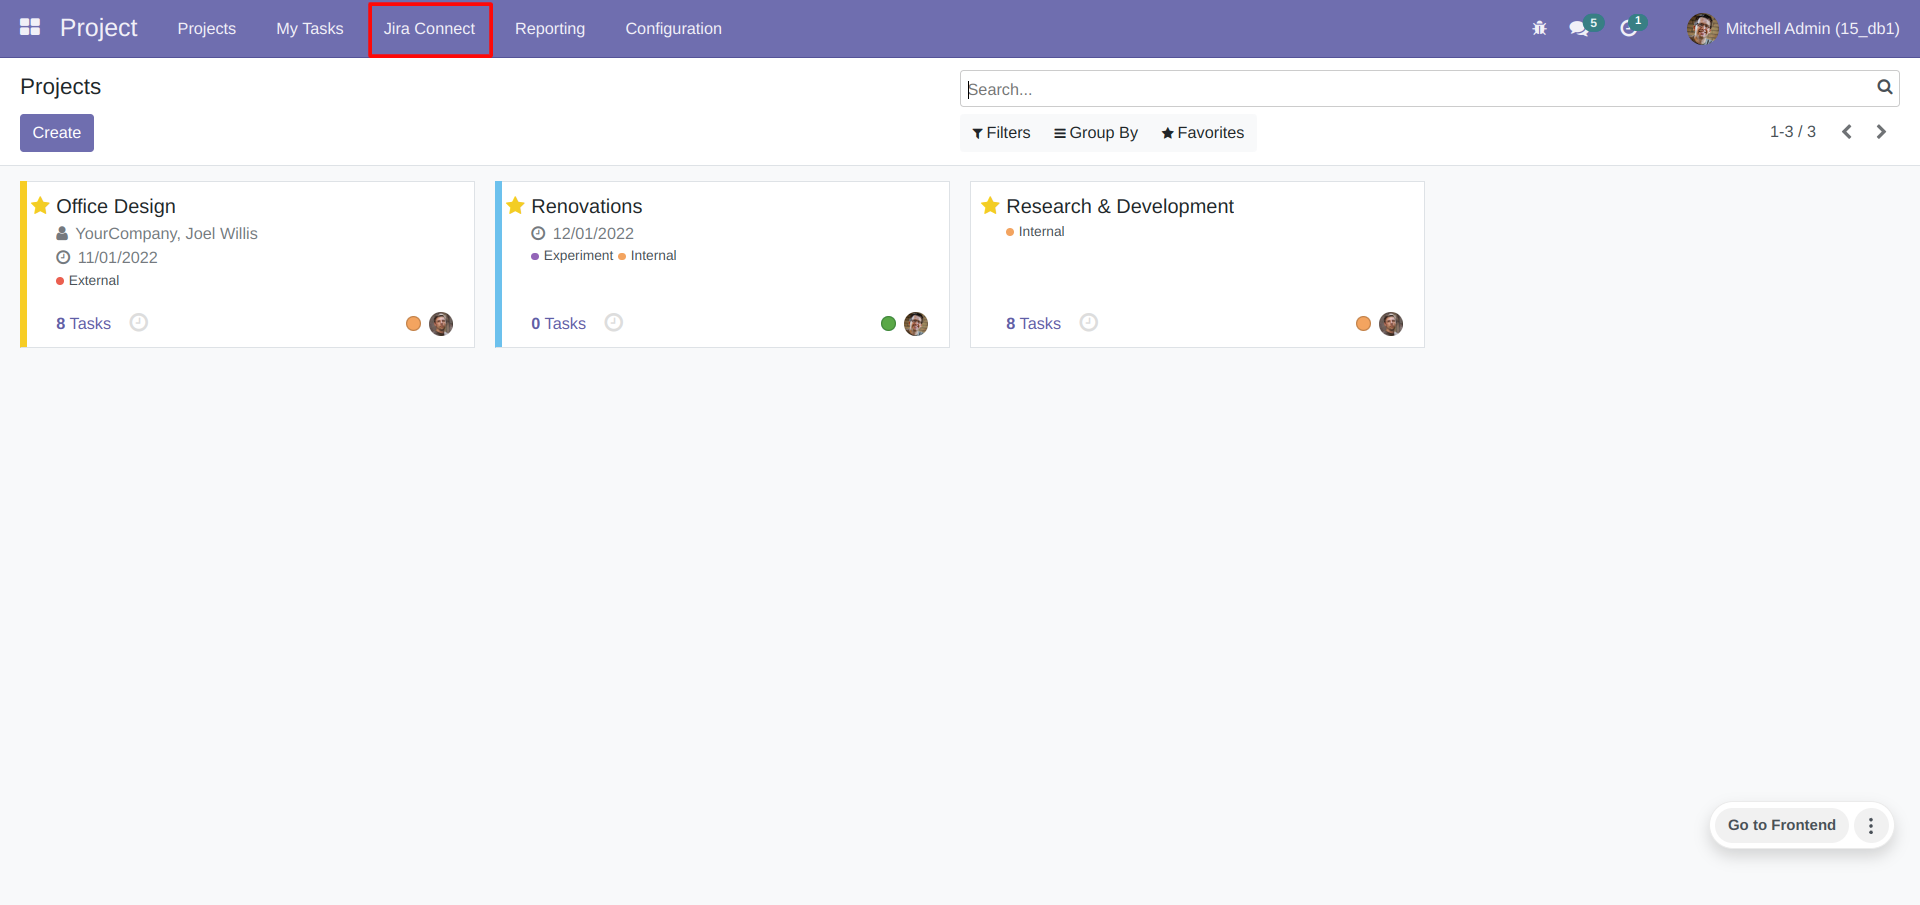 Project
Projects
My Tasks
Jira Connect
Reporting
Configuration
5
1
Mitchell Admin (15_db1)
Projects
Search...
Create
Filters
Group By
Favorites
1-3 / 3
Office Design
YourCompany, Joel Willis
11/01/2022
External
8 Tasks
Renovations
12/01/2022
Experiment Internal
0 Tasks
Research & Development
Internal
8 Tasks
Go to Frontend